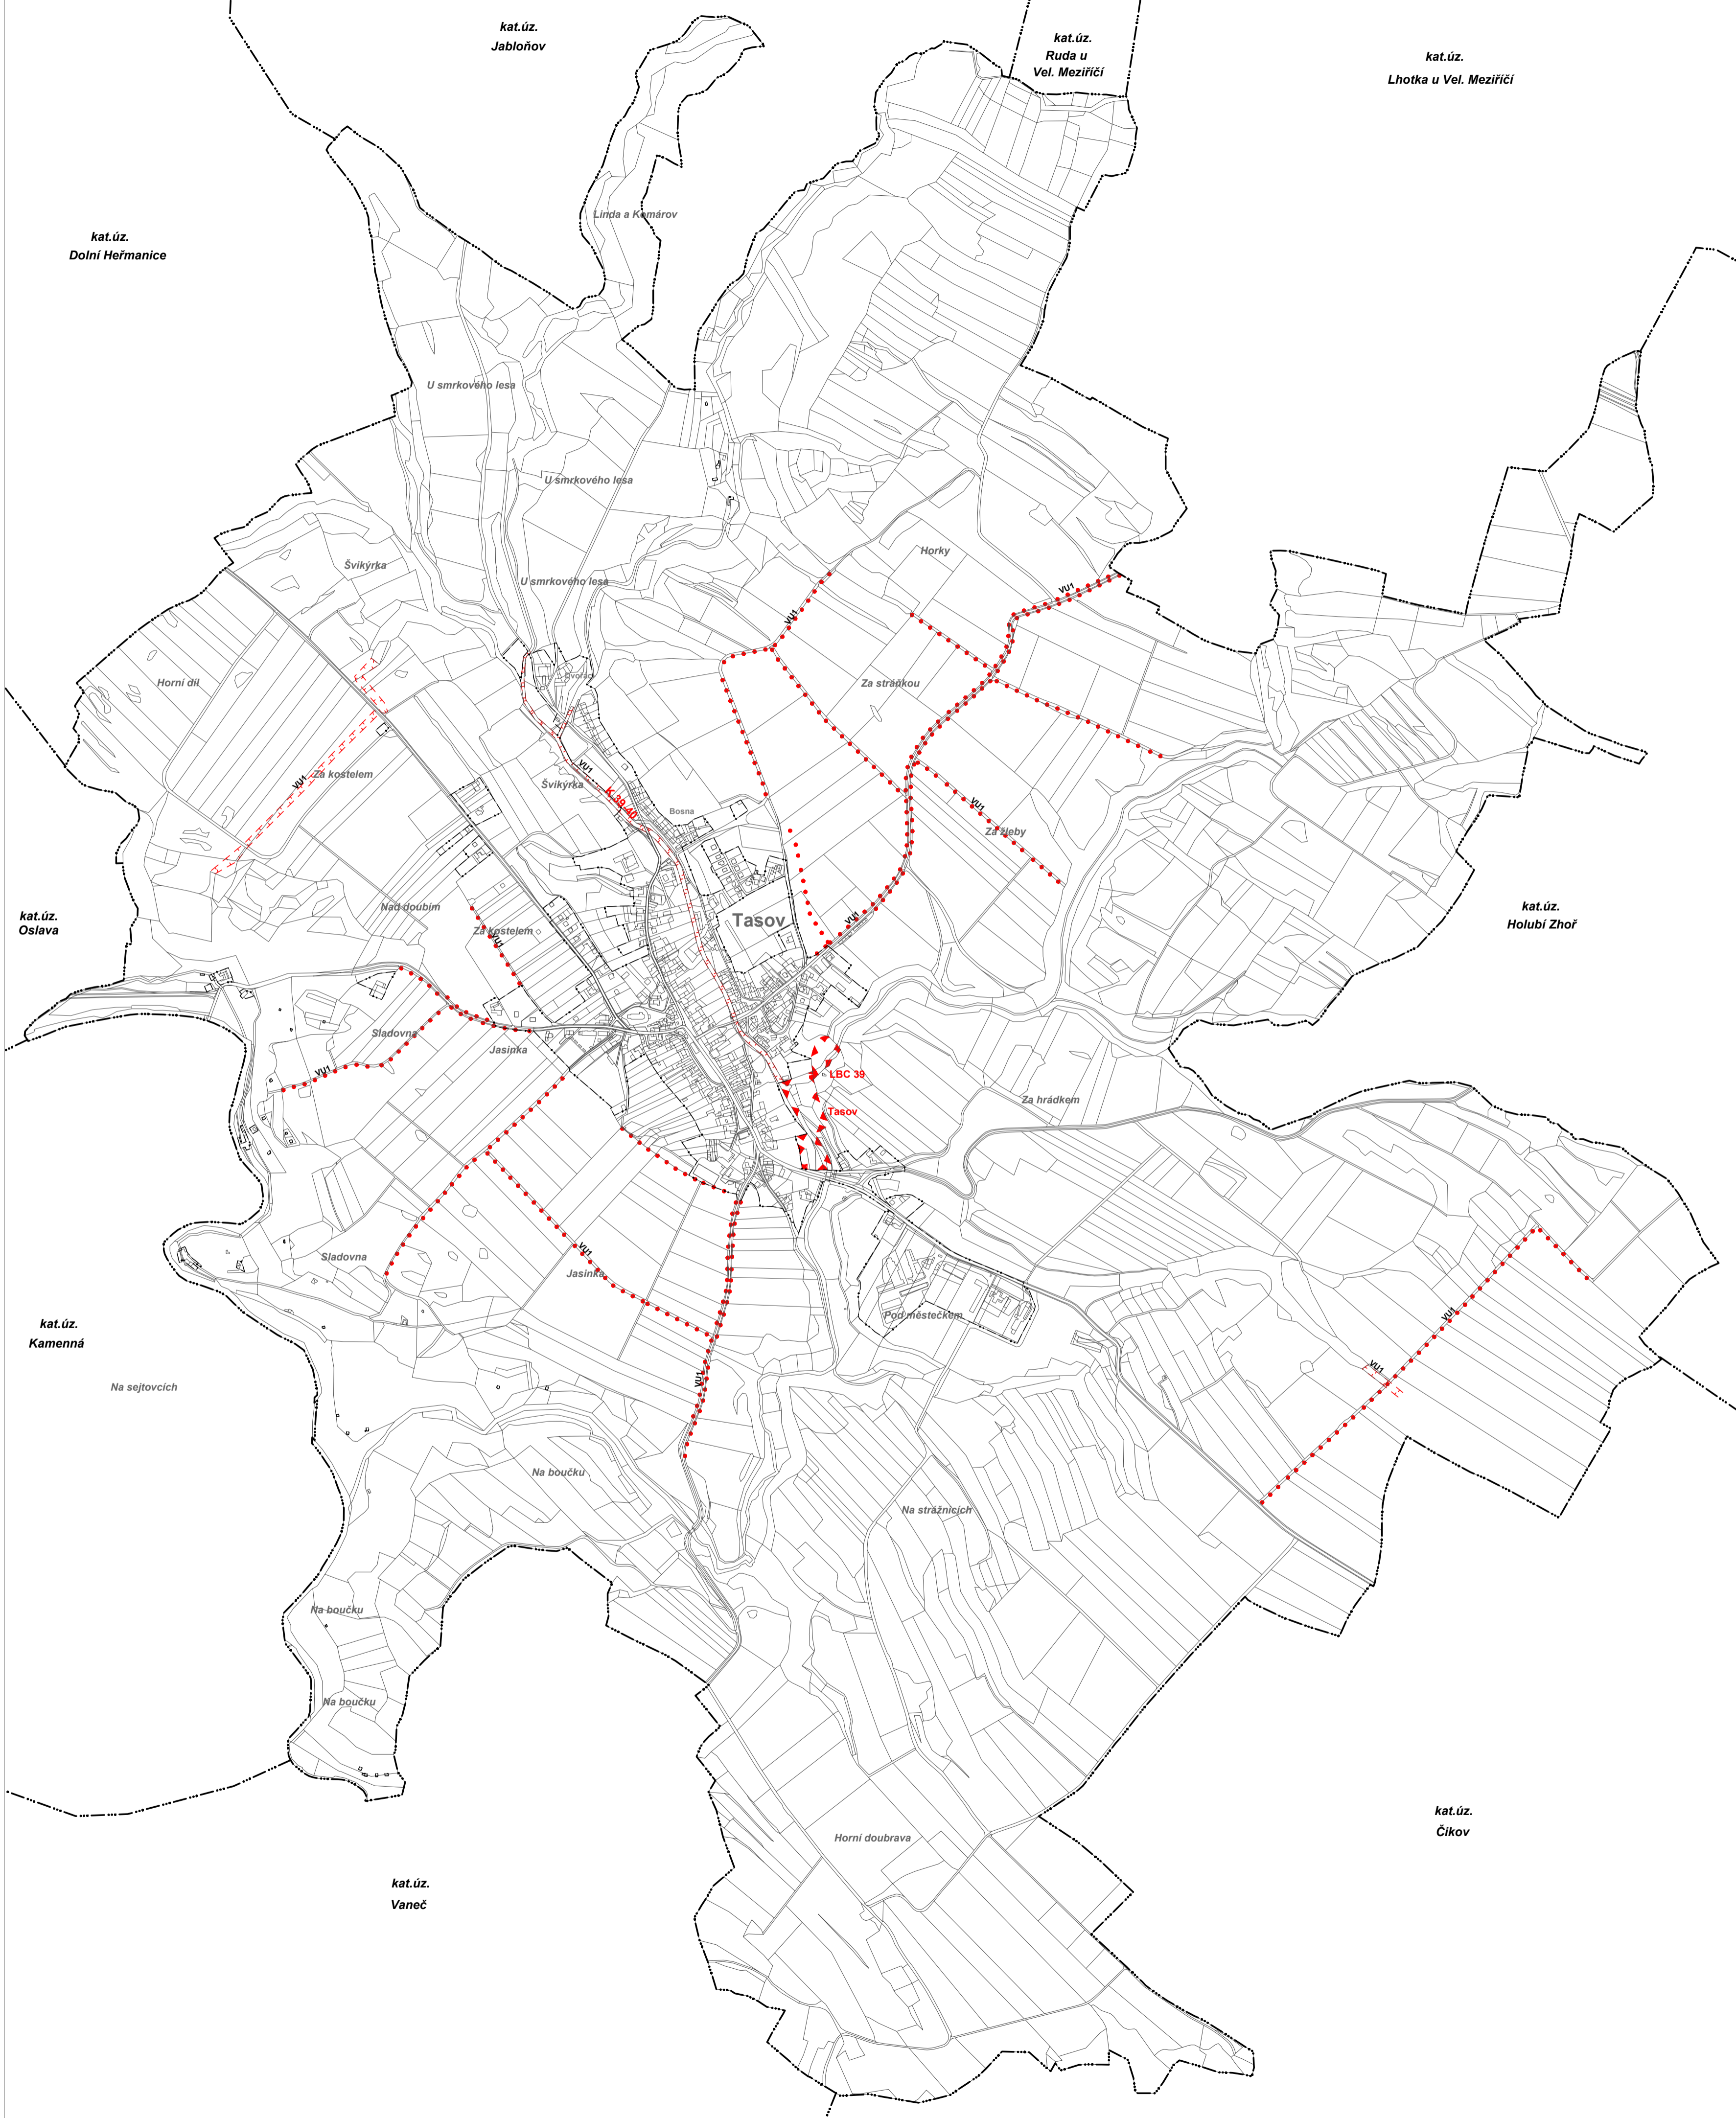 kat.úz.
Jabloňov
kat.úz.
Ruda u
Vel. Meziříčí
kat.úz.
Lhotka u Vel. Meziříčí
Linda a Komárov
kat.úz.
Dolní Heřmanice
U smrkového lesa
U smrkového lesa
Horky
Švikýrka
U smrkového lesa
VU1
VU1
Horní díl
Za stráňkou
VU1
Za kostelem
VU1
Švikýrka
K 39-40
Bosna
VU1
Za žleby
Nad doubím
kat.úz.
Oslava
Za kostelem
VU1
Tasov
VU1
kat.úz.
Holubí Zhoř
Sladovna
Jasinka
VU1
LBC 39
Tasov
Za hrádkem
Sladovna
VU1
Jasinka
Pod městečkem
VU1
kat.úz.
Kamenná
VU1
VU1
Na sejtovcích
Na boučku
Na strážnicích
Na boučku
Na boučku
kat.úz.
Čikov
Horní doubrava
kat.úz.
Vaneč